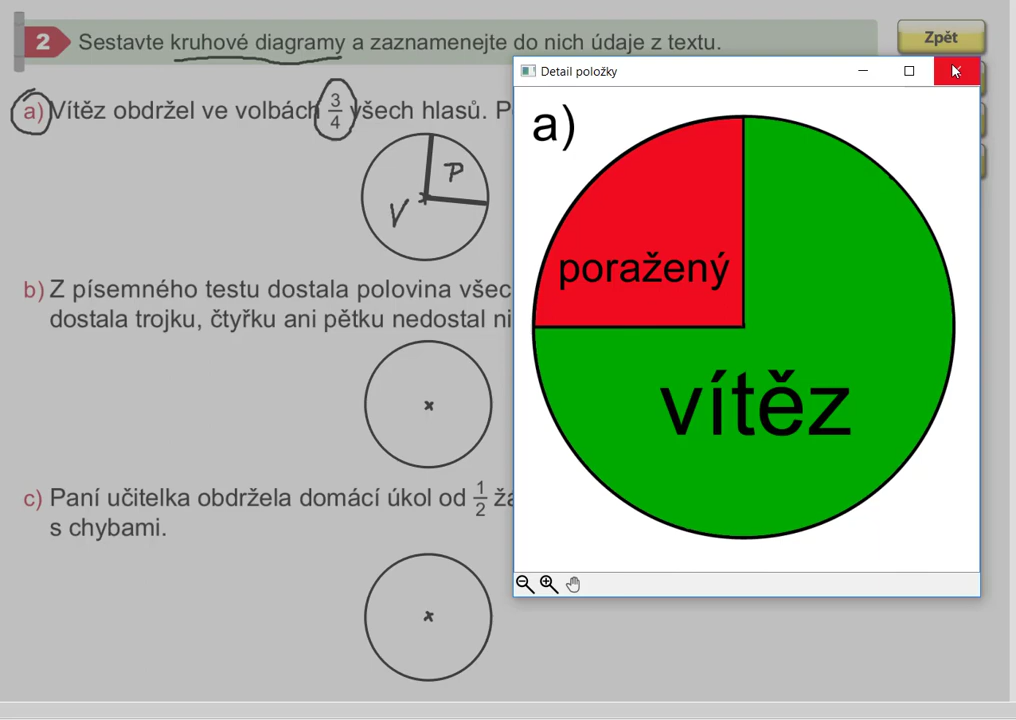 2 Sestavte kruhové diagramy a zaznamenejte do nich údaje z textu.
Zpět
Detail položky
a) Vítěz obdržel ve volbách 3/4 všech hlasů. P
P
V
a)
poražený
vítěz
b) Z písemného testu dostala polovina všec
dostala trojku, čtyřku ani pětku nedostal ni
x
c) Paní učitelka obdržela domácí úkol od 1/2 ža
s chybami.
x